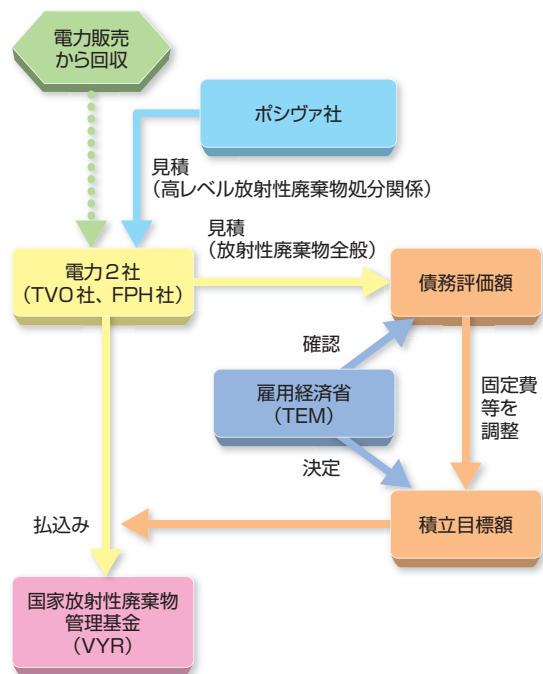 電力販売
から回収
ポシヴァ社
見積
（高レベル放射性廃棄物処分関係）
見積
（放射性廃棄物全般）
電力２社
（TVO社、FPH社）
債務評価額
確認
雇用経済省
（TEM）
固定費
等を
調整
決定
払込み
積立目標額
国家放射性廃棄物
管理基金
（VYR）